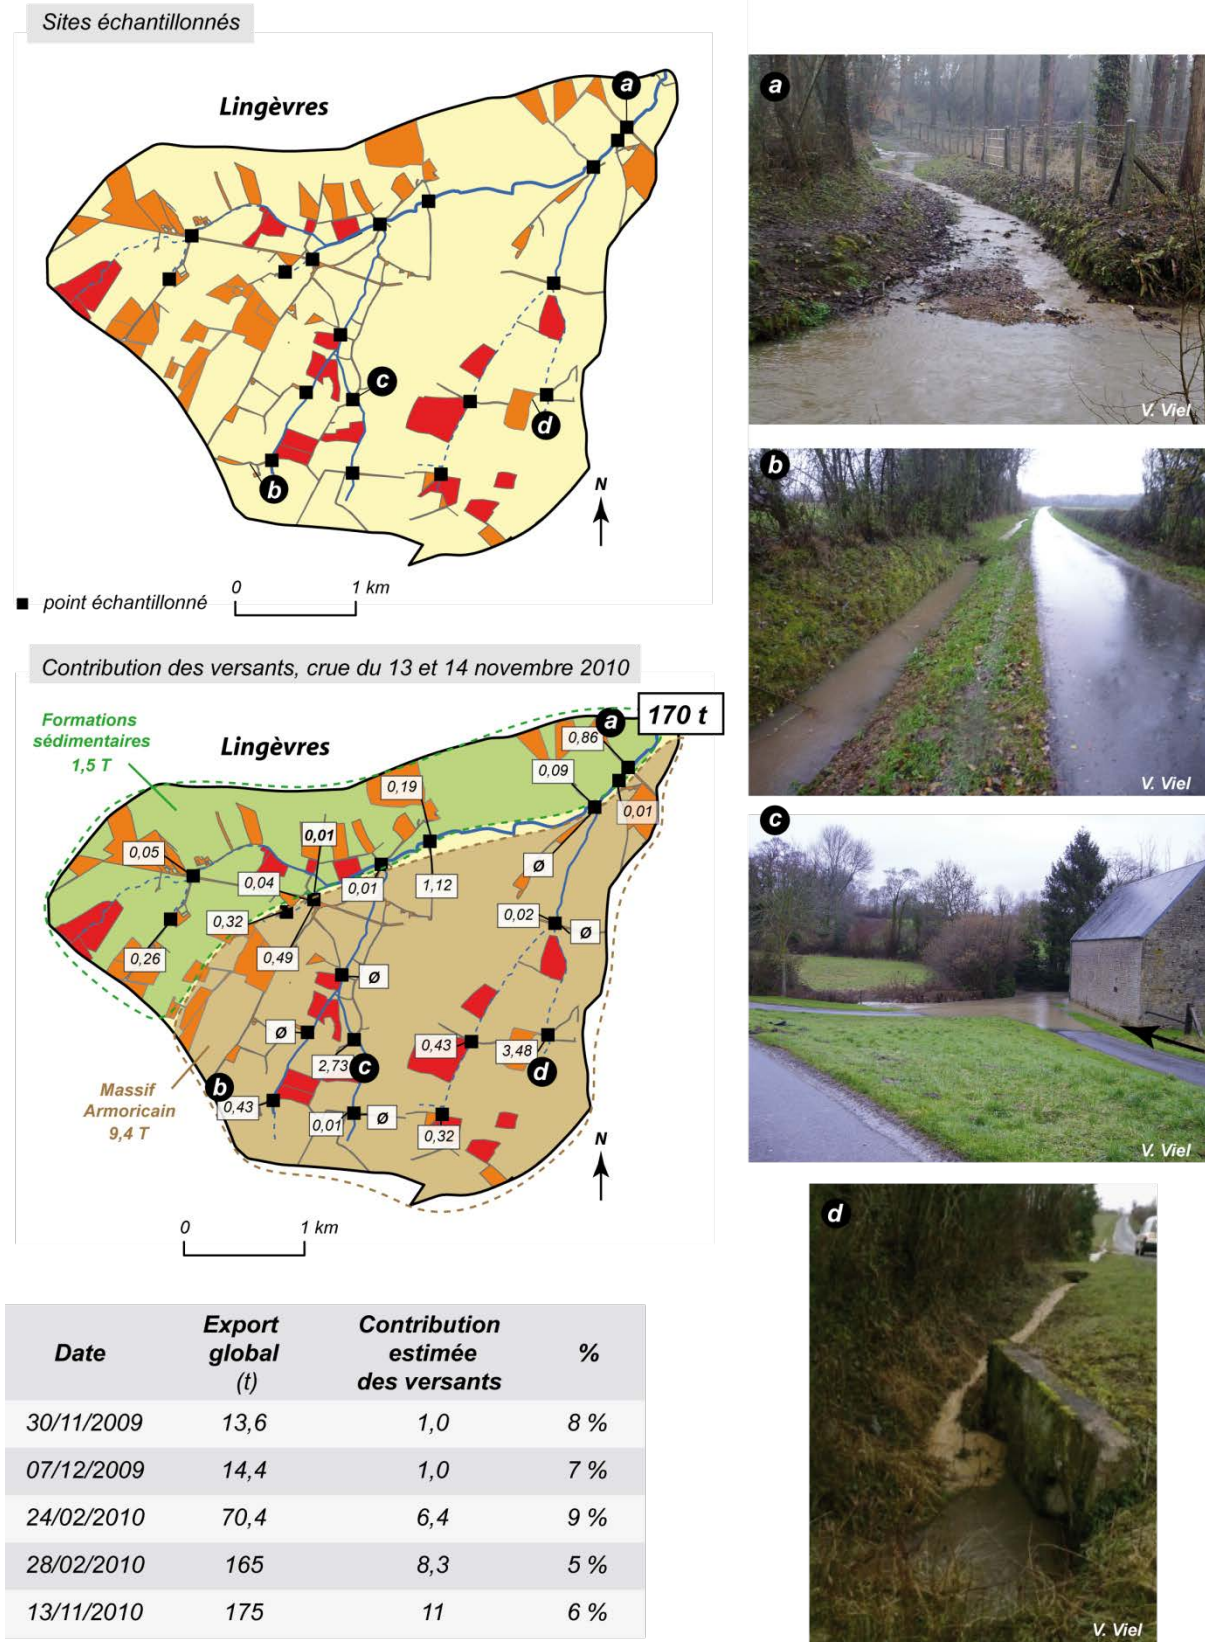 Sites échantillonnés
Lingèvres
a
c
d
b
N
0 1 km
point échantillonné
Contribution des versants, crue du 13 et 14 novembre 2010
Formations
sédimentaires
1,5 T
Lingèvres
a
170 t
0,86
0,09
0,19
0,01
0,01
0,05
0,04
0,01
1,12
ø
0,32
0,02
ø
0,26
0,49
ø
ø
0,43
3,48
2,73
c
d
Massif
Armoricain
9,4 T
b
0,43
0,01
ø
0,32
N
0 1 km
Date
Export
global
(t)
Contribution
estimée
des versants
%
30/11/2009 13,6 1,0 8 %
07/12/2009 14,4 1,0 7 %
24/02/2010 70,4 6,4 9 %
28/02/2010 165 8,3 5 %
13/11/2010 175 11 6 %
a
V. Viel
b
V. Viel
c
V. Viel
d
V. Viel